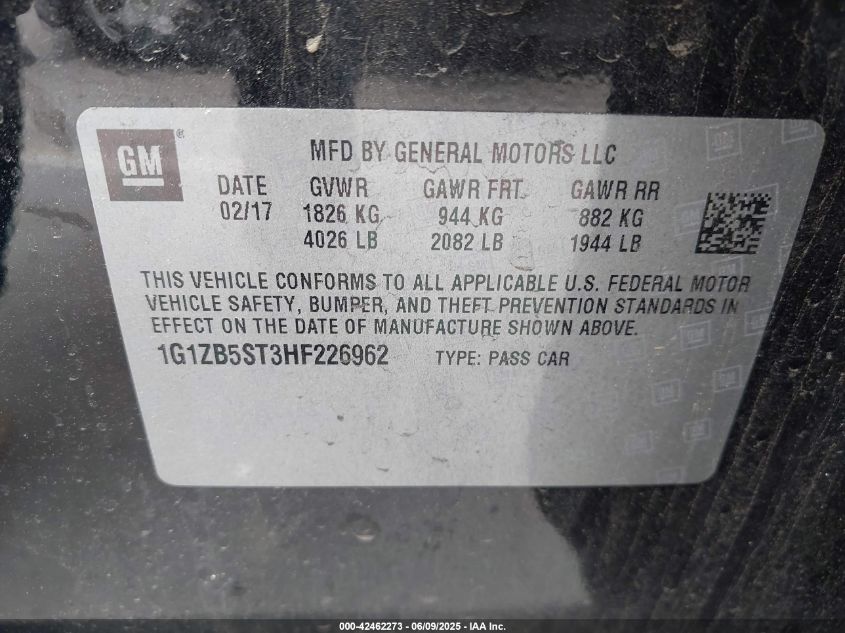 GM ®
MFD BY GENERAL MOTORS LLC
DATE GVWR GAWR FRT. GAWR RR
02/17 1826 KG 944 KG 882 KG
4026 LB 2082 LB 1944 LB
THIS VEHICLE CONFORMS TO ALL APPLICABLE U.S. FEDERAL MOTOR
VEHICLE SAFETY, BUMPER, AND THEFT PREVENTION STANDARDS IN
EFFECT ON THE DATE OF MANUFACTURE SHOWN ABOVE.
1G1ZB5ST3HF226962 TYPE: PASS CAR
000-42462273 - 06/09/2025 - IAA Inc.